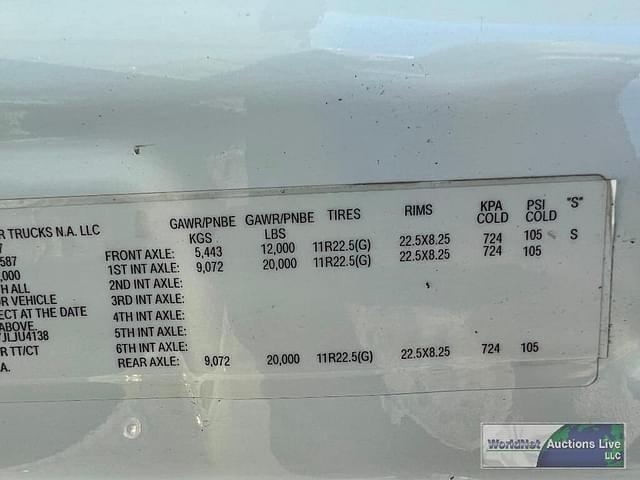 GAWR/PNBE GAWR/PNBE TIRES RIMS KPA PSI "S"
R TRUCKS N.A. LLC KGS LBS COLD COLD
7 FRONT AXLE: 5,443 12,000 11R22.5(G) 22.5X8.25 724 105 S
587 1ST INT AXLE: 9,072 20,000 11R22.5(G) 22.5X8.25 724 105
,000 2ND INT AXLE:
TH ALL 3RD INT AXLE:
OR VEHICLE 4TH INT AXLE:
ECT AT THE DATE 5TH INT AXLE:
ABOVE.
JLJU4138 6TH INT AXLE:
R TT/CT REAR AXLE: 9,072 20,000 11R22.5(G) 22.5X8.25 724 105
A.
WorldNet Auctions Live
LLC